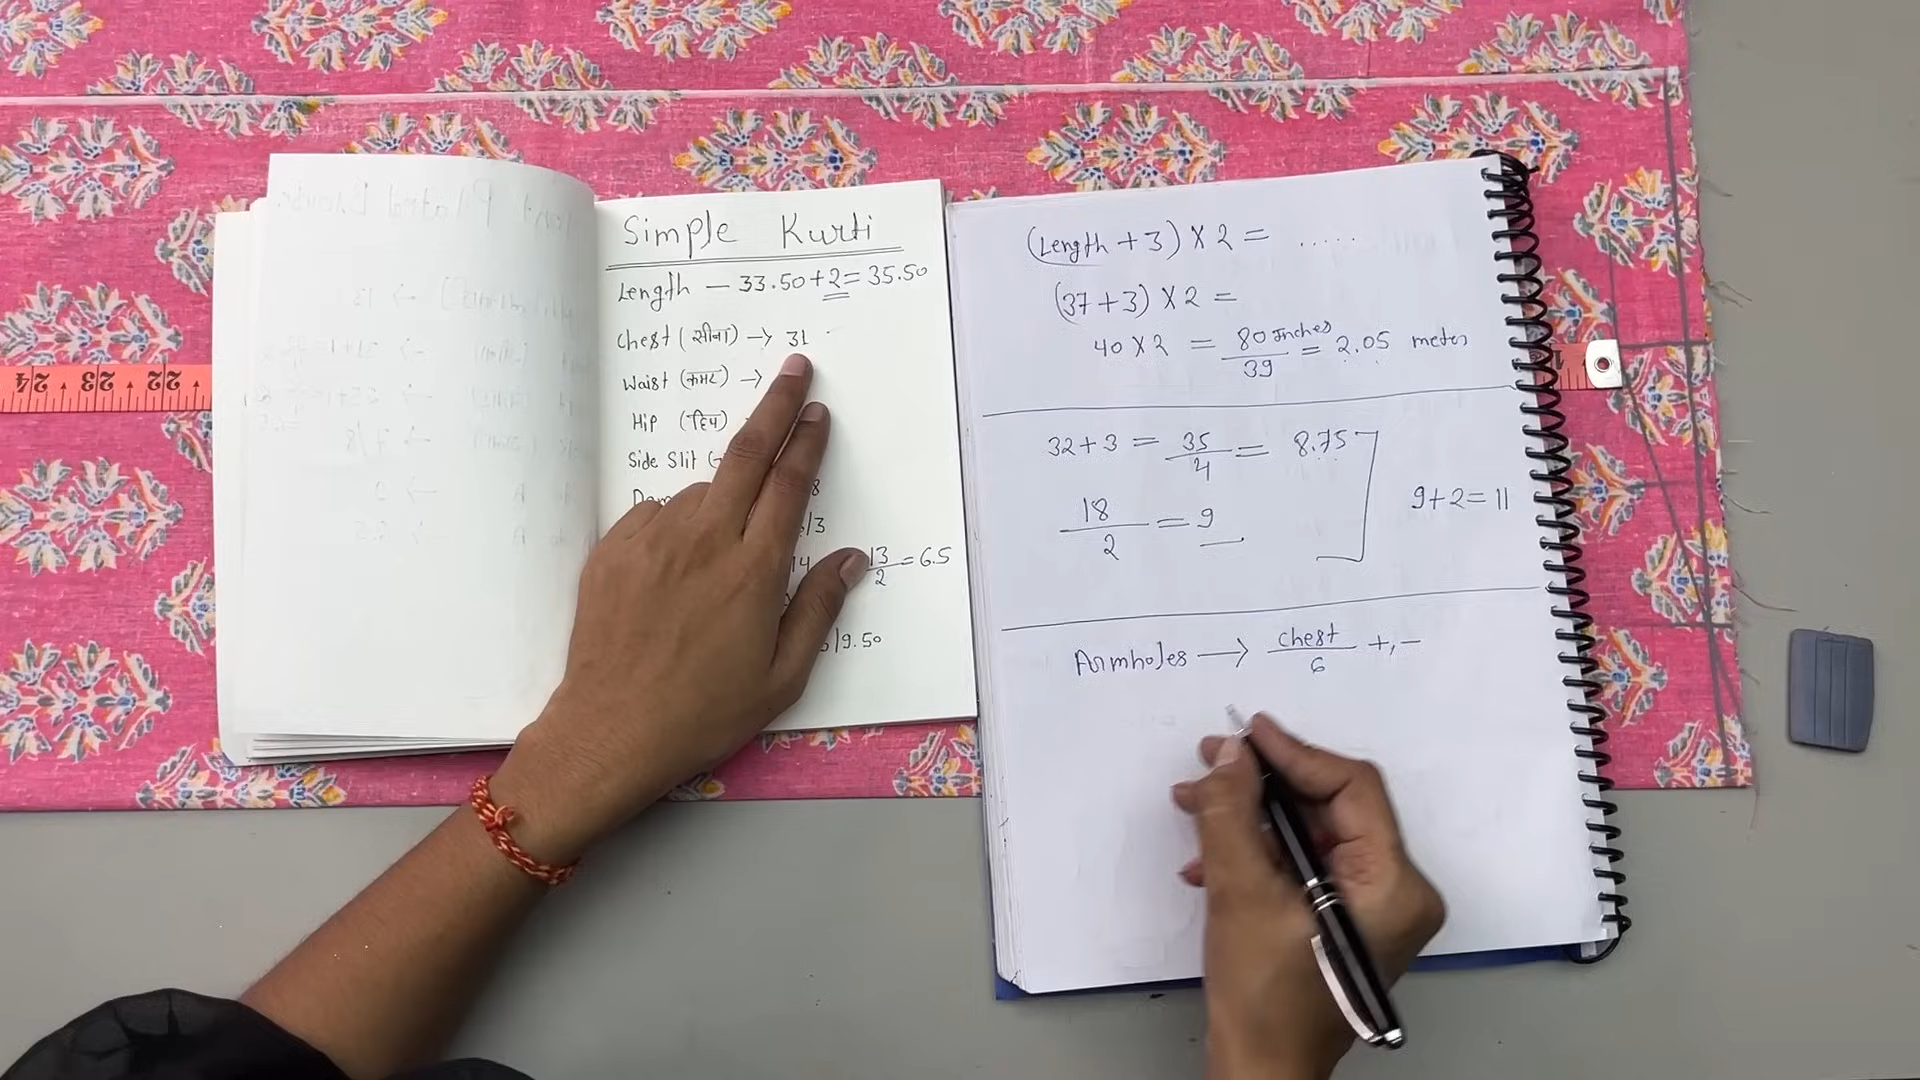 Simple Kurti
Length — 33.50+2=35.50
Chest (सीना) → 31
Waist (कमर) →
Hip (हिप)
Side Slit
8
/3
14 13/2 = 6.5
/9.50
(Length + 3) X 2 = .....
(37 + 3) X 2 =
40 X 2 = 80 Inches/39 = 2.05 meter
32+3 = 35/4 = 8.75
18/2 = 9
9+2=11
Armholes → chest/6 +,-
24 23 22